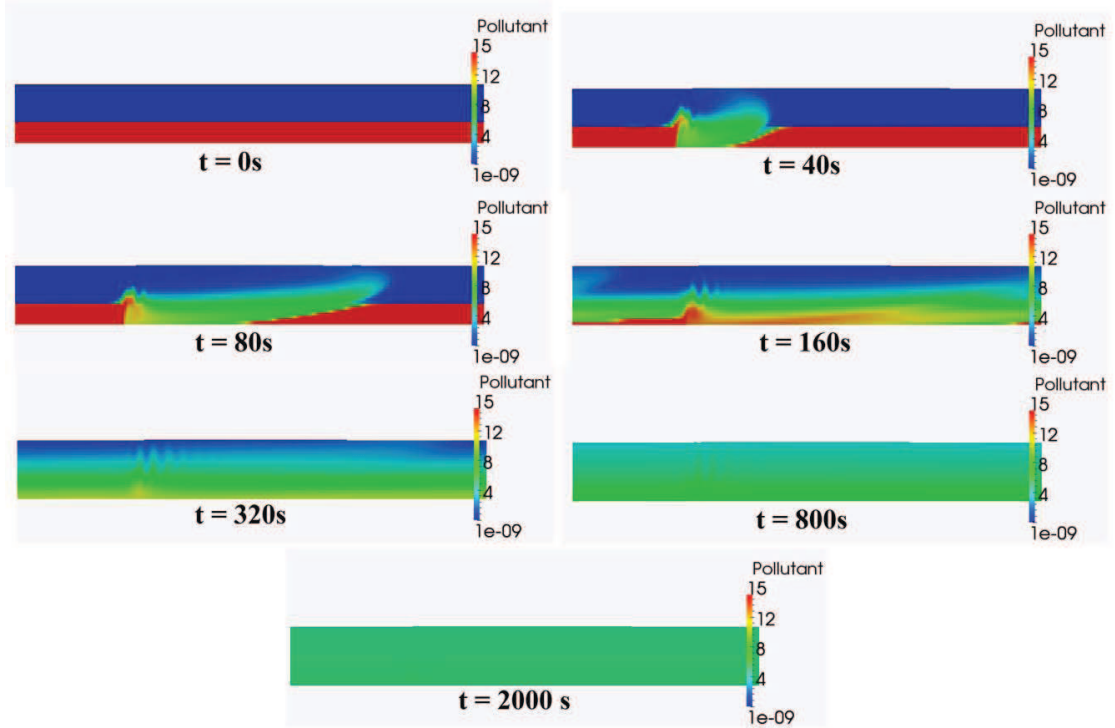 Pollutant
15
12
8
4
1e-09
t = 0s
Pollutant
15
12
8
4
1e-09
t = 40s
Pollutant
15
12
8
4
1e-09
t = 80s
Pollutant
15
12
8
4
1e-09
t = 160s
Pollutant
15
12
8
4
1e-09
t = 320s
Pollutant
15
12
8
4
1e-09
t = 800s
Pollutant
15
12
8
4
1e-09
t = 2000 s